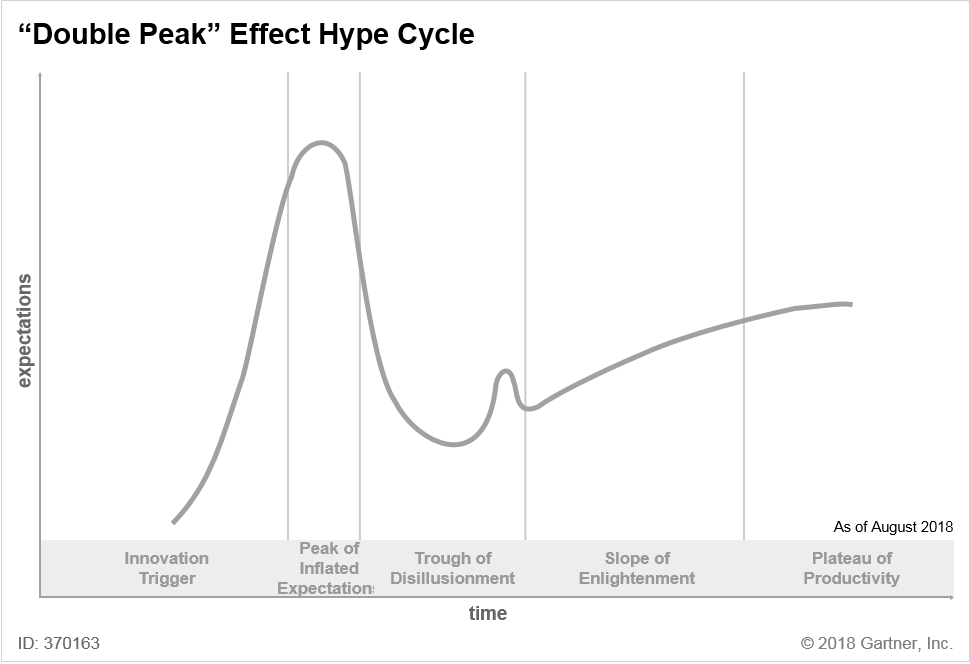 “Double Peak” Effect Hype Cycle
expectations
As of August 2018
Innovation
Trigger
Peak of
Inflated
Expectation
Trough of
Disillusionment
Slope of
Enlightenment
Plateau of
Productivity
time
ID: 370163
© 2018 Gartner, Inc.